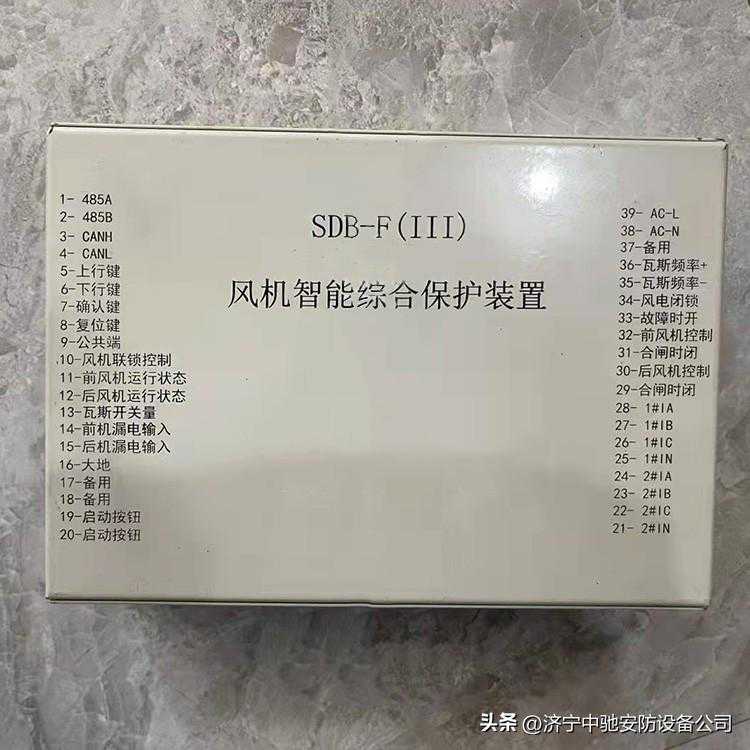 SDB-F(III)
风机智能综合保护装置
1- 485A
2- 485B
3- CANH
4- CANL
5-上行键
6-下行键
7-确认键
8-复位键
9-公共端
10-风机联锁控制
11-前风机运行状态
12-后风机运行状态
13-瓦斯开关量
14-前机漏电输入
15-后机漏电输入
16-大地
17-备用
18-备用
19-启动按钮
20-启动按钮
39- AC-L
38- AC-N
37-备用
36-瓦斯频率+
35-瓦斯频率-
34-风电闭锁
33-故障时开
32-前风机控制
31-合闸时闭
30-后风机控制
29-合闸时闭
28- 1#IA
27- 1#IB
26- 1#IC
25- 1#IN
24- 2#IA
23- 2#IB
22- 2#IC
21- 2#IN
头条 @济宁中驰安防设备公司